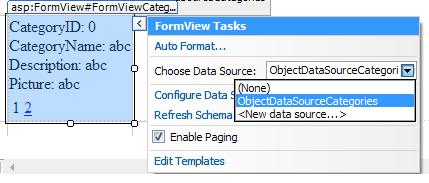 asp:FormView#FormViewCateg...
CategoryID: 0
CategoryName: abc
Description: abc
Picture: abc
1 2
FormView Tasks
Auto Format...
Choose Data Source: ObjectDataSourceCategori
(None)
ObjectDataSourceCategories
<New data source...>
Configure Data S
Refresh Schema
Enable Paging
Edit Templates